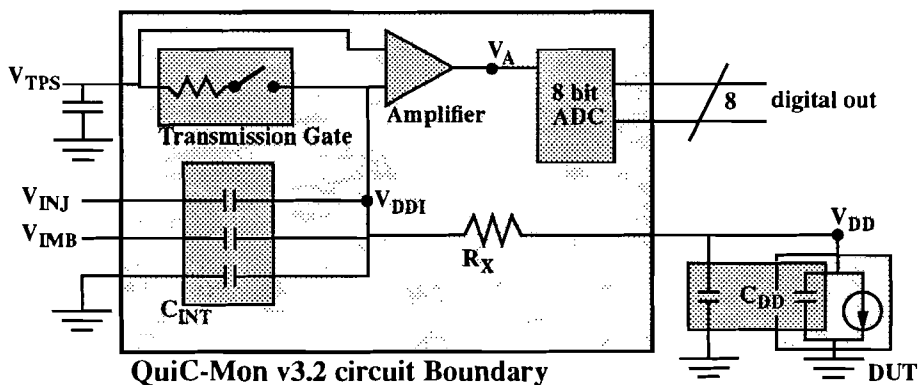 V_TPS
Transmission Gate
Amplifier
V_A
8 bit
ADC
8
digital out
V_INJ
V_IMB
V_DDI
V_DD
R_X
C_INT
C_DD
DUT
QuiC-Mon v3.2 circuit Boundary